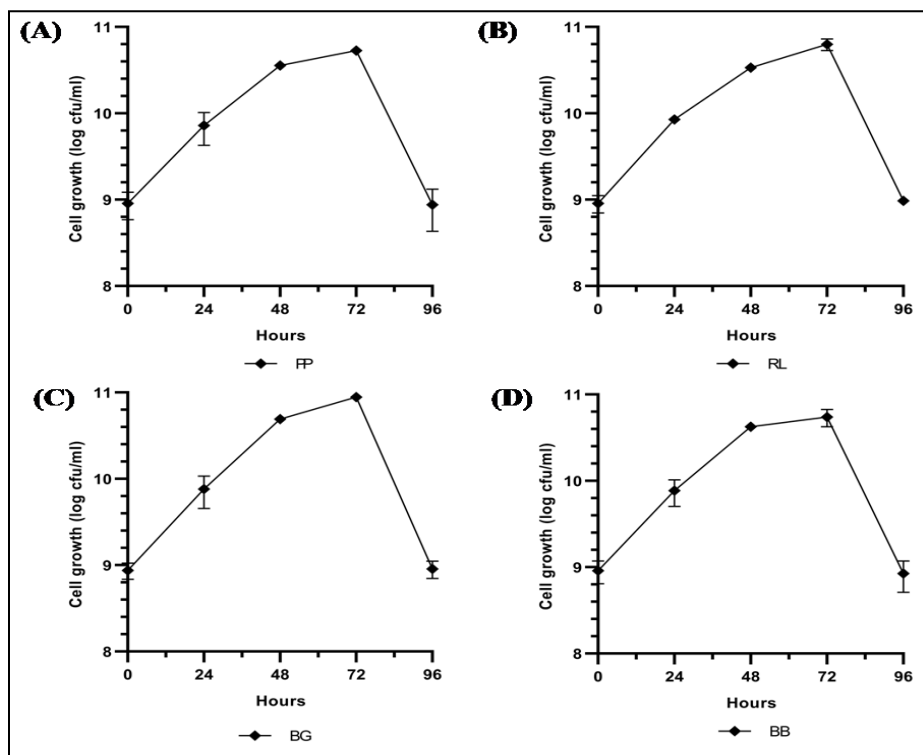 (A)
Cell growth (log cfu/ml)
11
10
9
8
0 24 48 72 96
Hours
PP
(B)
Cell growth (log cfu/ml)
11
10
9
8
0 24 48 72 96
Hours
RL
(C)
Cell growth (log cfu/ml)
11
10
9
8
0 24 48 72 96
Hours
BG
(D)
Cell growth (log cfu/ml)
11
10
9
8
0 24 48 72 96
Hours
BB